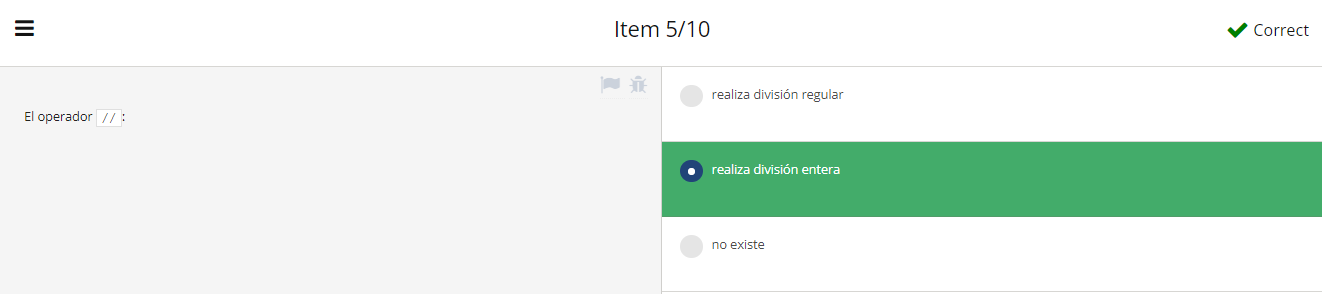 Item 5/10
Correct
El operador //:
realiza división regular
realiza división entera
no existe